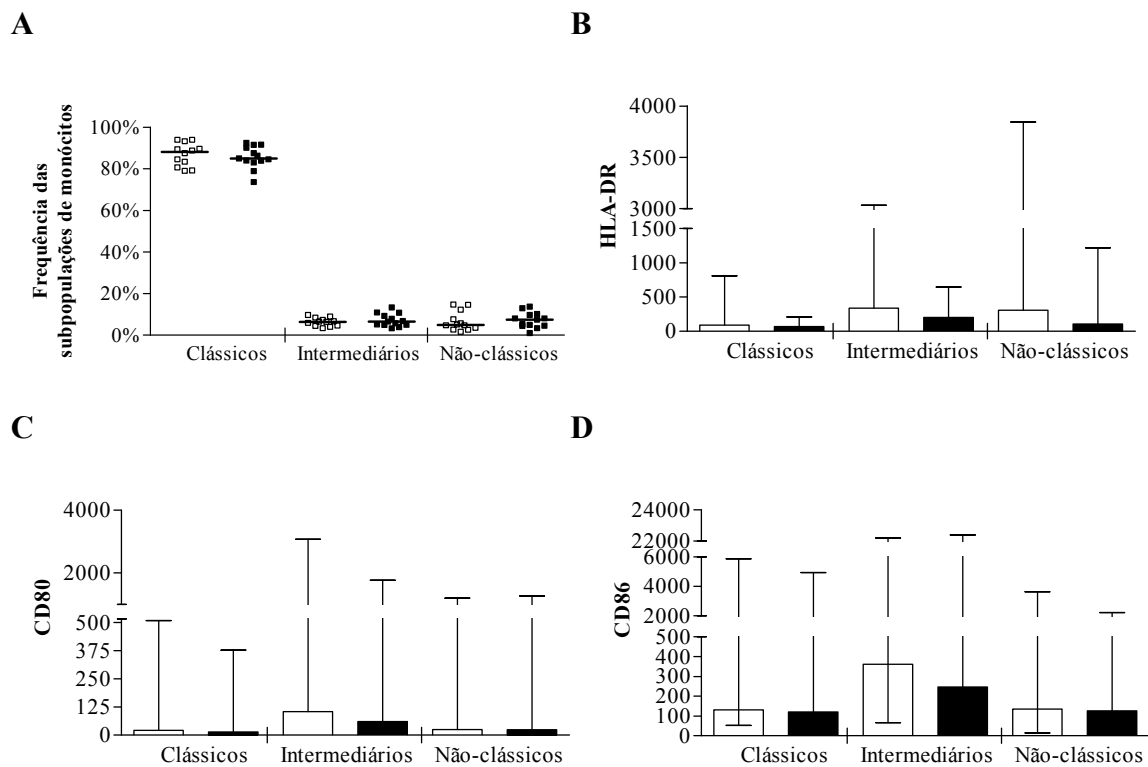 A
Frequência das
subpopulações de monócitos
100%
80%
60%
40%
20%
0%
Clássicos
Intermediários
Não-clássicos
B
HLA-DR
4000
3500
3000
1500
1000
500
0
Clássicos
Intermediários
Não-clássicos
C
CD80
4000
2000
500
375
250
125
0
Clássicos
Intermediários
Não-clássicos
D
CD86
24000
22000
6000
4000
2000
500
400
300
200
100
0
Clássicos
Intermediários
Não-clássicos